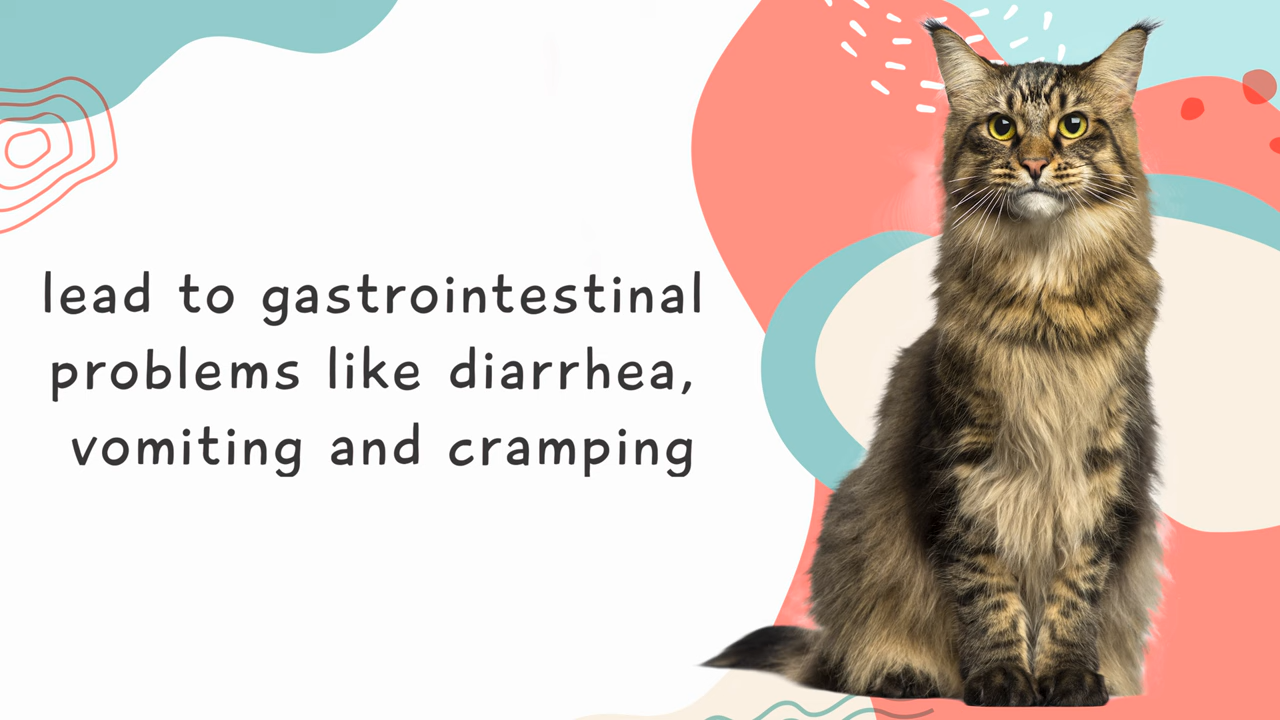 lead to gastrointestinal
problems like diarrhea,
vomiting and cramping